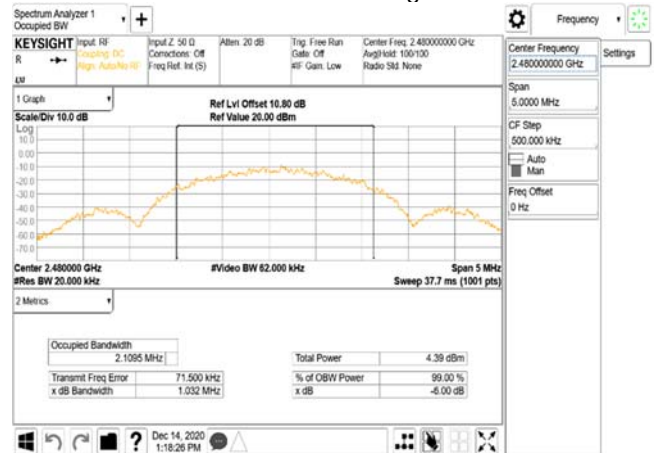 Spectrum Analyzer 1
Occupied BW
Frequency
KEYSIGHT
R
Input: RF
Coupling: DC
Align: Auto/No RF
Input Z: 50 Ω
Corrections: Off
Freq Ref: Int (S)
Atten: 20 dB
Trig: Free Run
Gate: Off
#IF Gain: Low
Center Freq: 2.480000000 GHz
Avg|Hold: 100/100
Radio Std: None
Center Frequency
2.480000000 GHz
Settings
Span
5.0000 MHz
CF Step
500.000 kHz
Auto
Man
Freq Offset
0 Hz
1 Graph
Scale/Div 10.0 dB
Ref Lvl Offset 10.80 dB
Ref Value 20.00 dBm
Log
10.0
0.00
-10.0
-20.0
-30.0
-40.0
-50.0
-60.0
-70.0
Center 2.480000 GHz
#Res BW 20.000 kHz
#Video BW 62.000 kHz
Span 5 MHz
Sweep 37.7 ms (1001 pts)
2 Metrics
Occupied Bandwidth
2.1095 MHz
Total Power 4.39 dBm
Transmit Freq Error 71.500 kHz
% of OBW Power 99.00 %
x dB Bandwidth 1.032 MHz
x dB -6.00 dB
?
Dec 14, 2020
1:18:26 PM